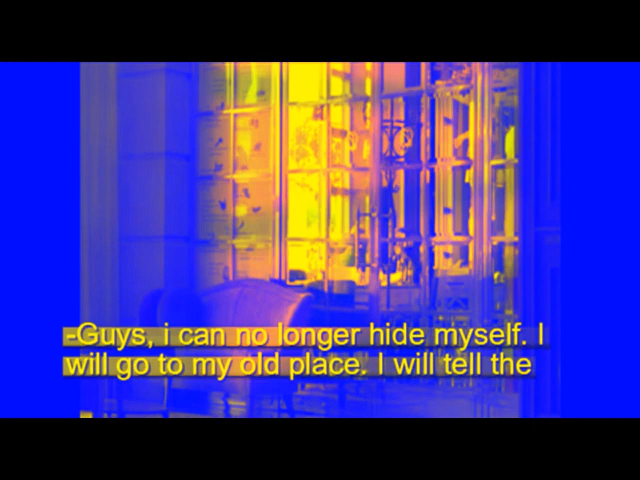 -Guys, i can no longer hide myself. I
will go to my old place. I will tell the